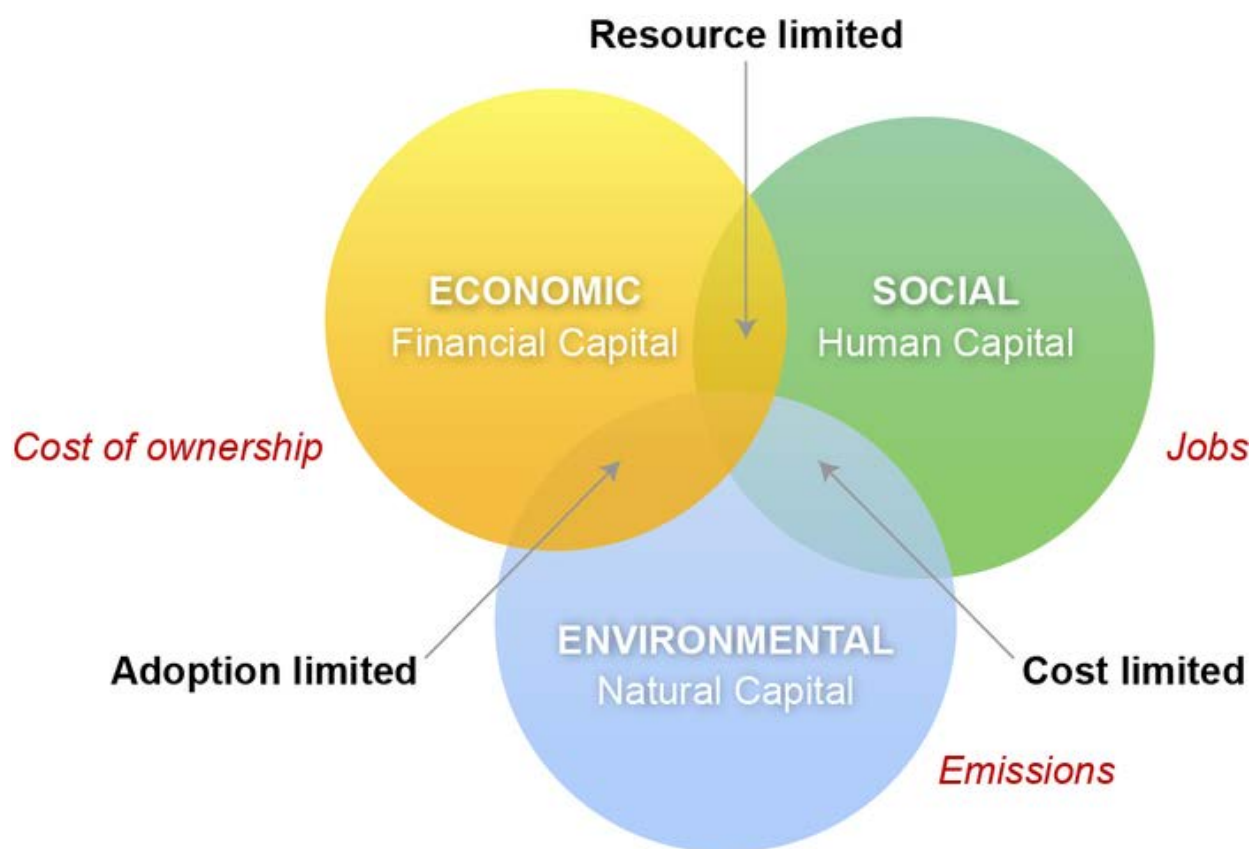 Resource limited
ECONOMIC
Financial Capital
SOCIAL
Human Capital
Cost of ownership
Jobs
Adoption limited
ENVIRONMENTAL
Natural Capital
Cost limited
Emissions